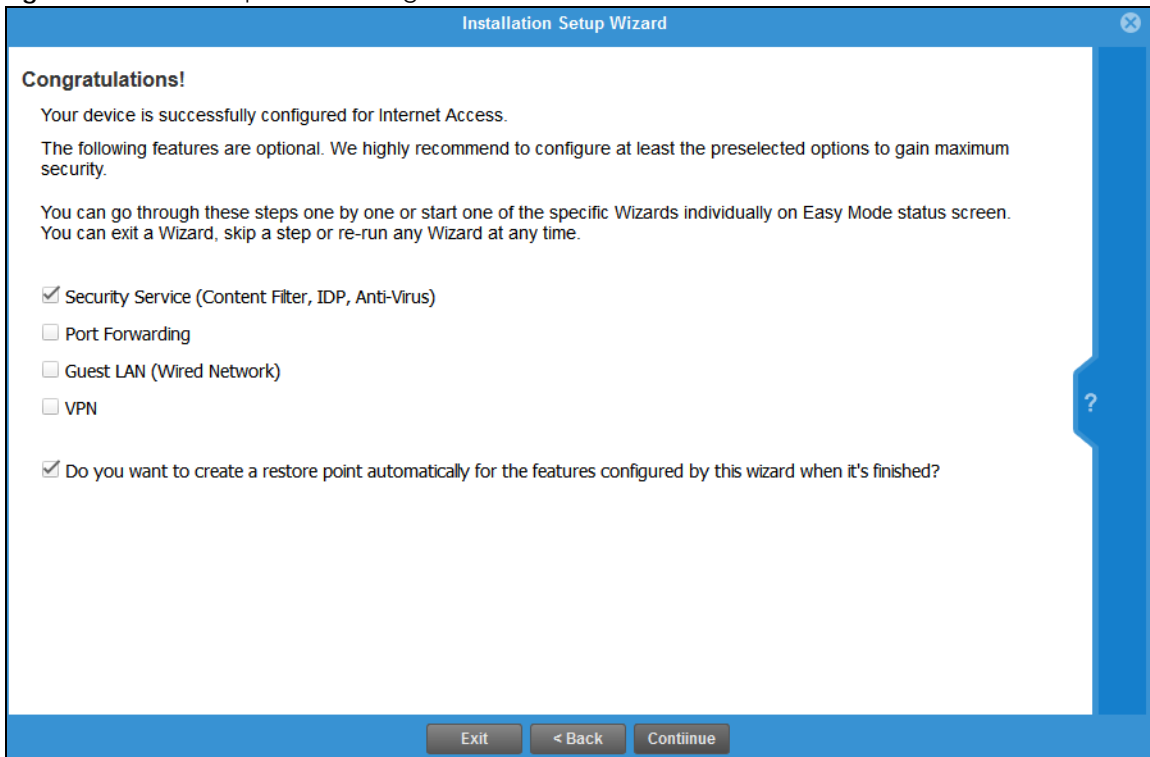 Installation Setup Wizard
Congratulations!
Your device is successfully configured for Internet Access.
The following features are optional. We highly recommend to configure at least the preselected options to gain maximum
security.
You can go through these steps one by one or start one of the specific Wizards individually on Easy Mode status screen.
You can exit a Wizard, skip a step or re-run any Wizard at any time.
Security Service (Content Filter, IDP, Anti-Virus)
Port Forwarding
Guest LAN (Wired Network)
?
VPN
Do you want to create a restore point automatically for the features configured by this wizard when it's finished?
Exit
< Back
Contiinue